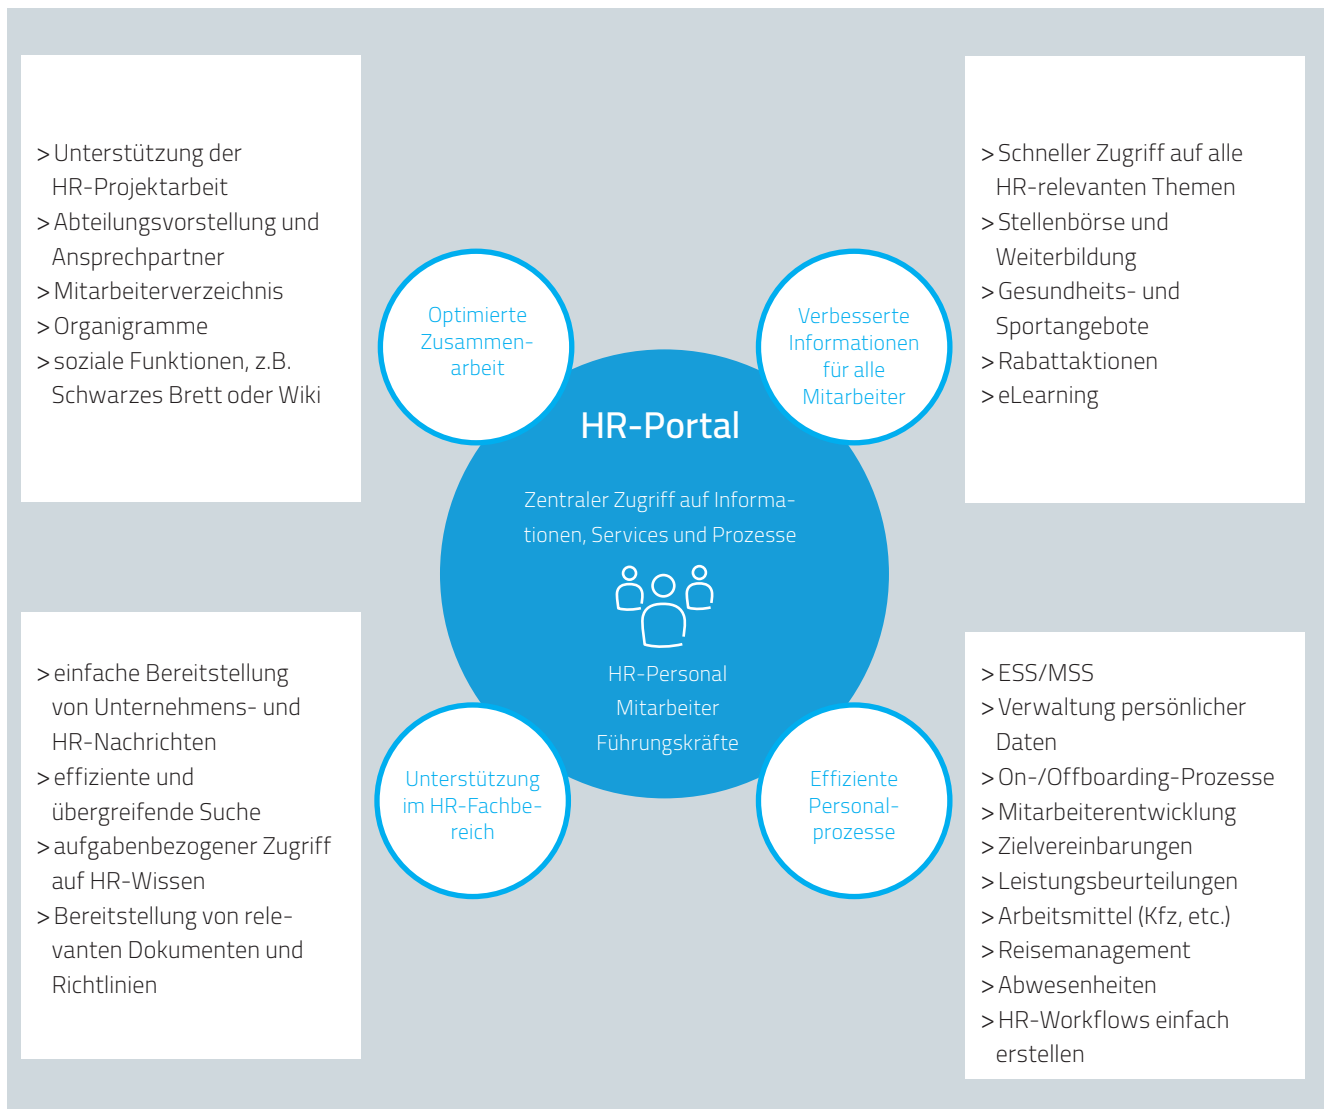 > Unterstützung der
HR-Projektarbeit
> Abteilungsvorstellung und
Ansprechpartner
> Mitarbeiterverzeichnis
> Organigramme
> soziale Funktionen, z.B.
Schwarzes Brett oder Wiki
> Schneller Zugriff auf alle
HR-relevanten Themen
> Stellenbörse und
Weiterbildung
> Gesundheits- und
Sportangebote
> Rabattaktionen
> eLearning
Optimierte
Zusammen-
arbeit
Verbesserte
Informationen
für alle
Mitarbeiter
HR-Portal
Zentraler Zugriff auf Informa-
tionen, Services und Prozesse
HR-Personal
Mitarbeiter
Führungskräfte
Unterstützung
im HR-Fachbe-
reich
Effiziente
Personal-
prozesse
> einfache Bereitstellung
von Unternehmens- und
HR-Nachrichten
> effiziente und
übergreifende Suche
> aufgabenbezogener Zugriff
auf HR-Wissen
> Bereitstellung von rele-
vanten Dokumenten und
Richtlinien
> ESS/MSS
> Verwaltung persönlicher
Daten
> On-/Offboarding-Prozesse
> Mitarbeiterentwicklung
> Zielvereinbarungen
> Leistungsbeurteilungen
> Arbeitsmittel (Kfz, etc.)
> Reisemanagement
> Abwesenheiten
> HR-Workflows einfach
erstellen